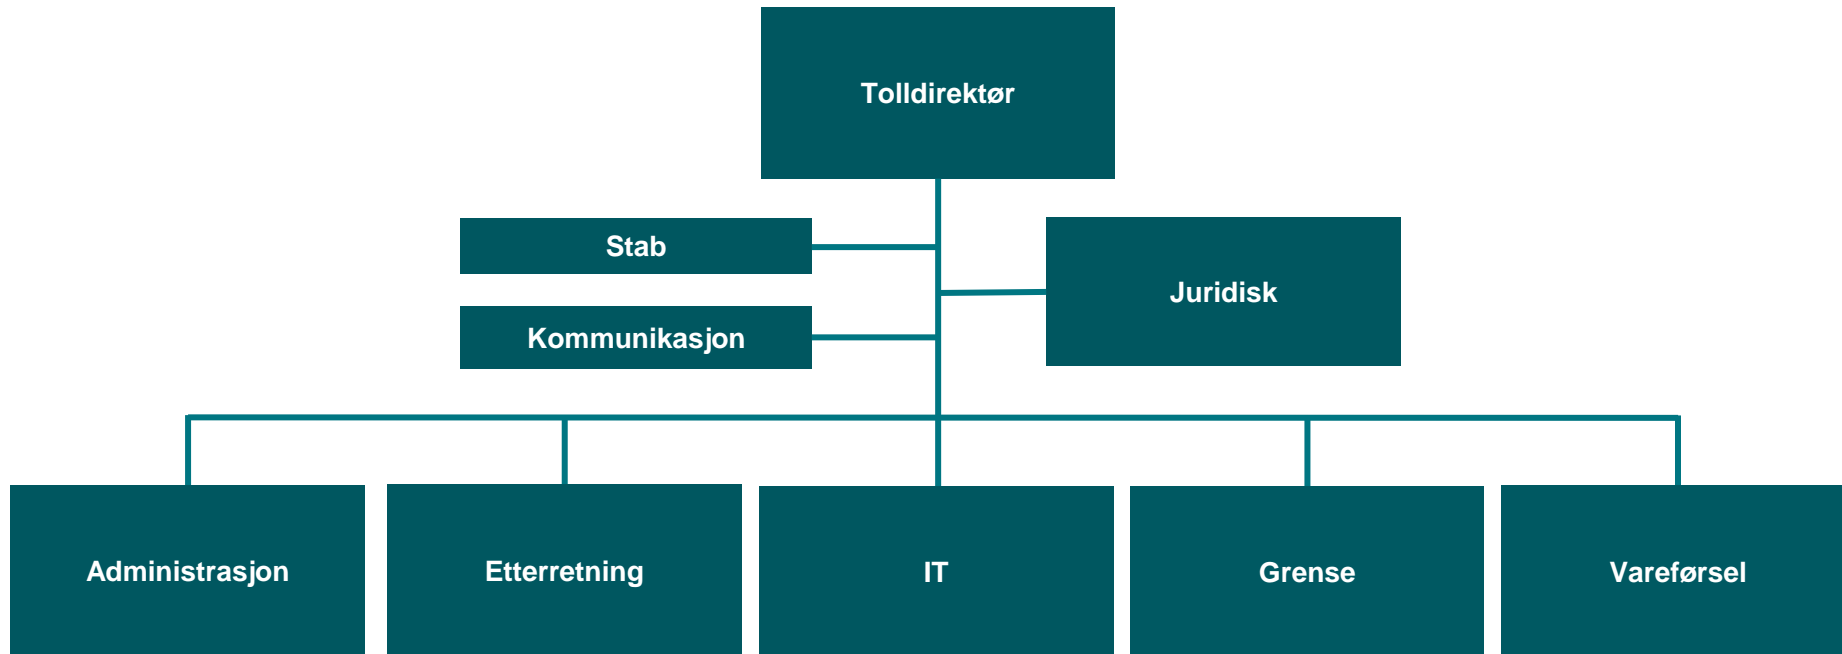 Tolldirektør
Stab
Juridisk
Kommunikasjon
Administrasjon
Etterretning
IT
Grense
Vareførsel